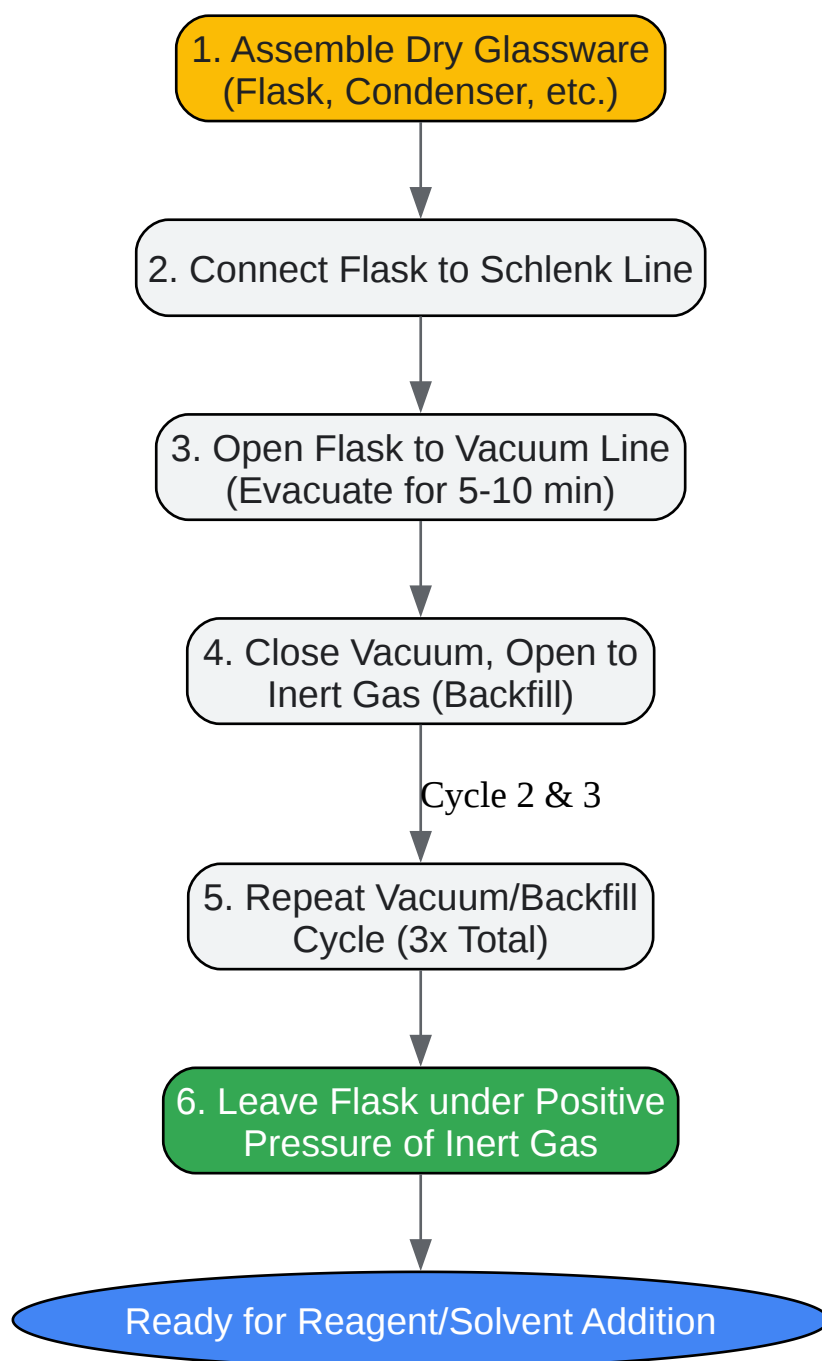 1. Assemble Dry Glassware
(Flask, Condenser, etc.)
2. Connect Flask to Schlenk Line
3. Open Flask to Vacuum Line
(Evacuate for 5-10 min)
4. Close Vacuum, Open to
Inert Gas (Backfill)
Cycle 2 & 3
5. Repeat Vacuum/Backfill
Cycle (3x Total)
6. Leave Flask under Positive
Pressure of Inert Gas
Ready for Reagent/Solvent Addition